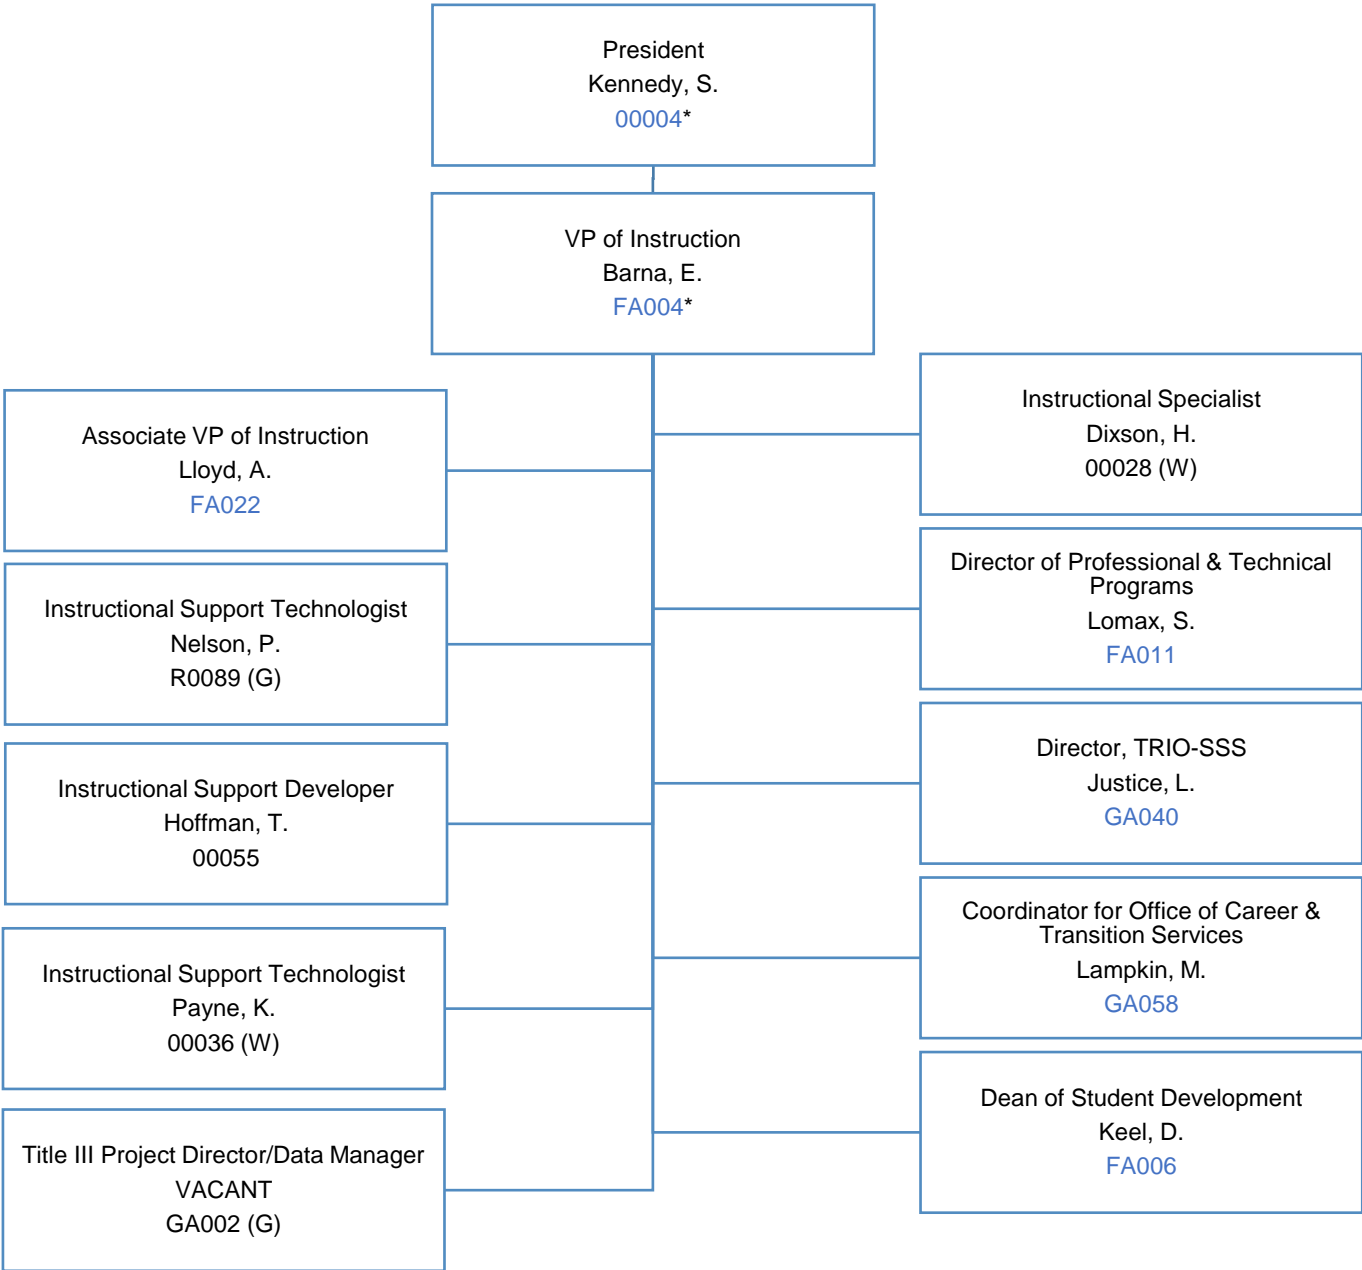 President
Kennedy, S.
00004*
VP of Instruction
Barna, E.
FA004*
Associate VP of Instruction
Lloyd, A.
FA022
Instructional Support Technologist
Nelson, P.
R0089 (G)
Instructional Support Developer
Hoffman, T.
00055
Instructional Support Technologist
Payne, K.
00036 (W)
Title III Project Director/Data Manager
VACANT
GA002 (G)
Instructional Specialist
Dixson, H.
00028 (W)
Director of Professional & Technical
Programs
Lomax, S.
FA011
Director, TRIO-SSS
Justice, L.
GA040
Coordinator for Office of Career &
Transition Services
Lampkin, M.
GA058
Dean of Student Development
Keel, D.
FA006